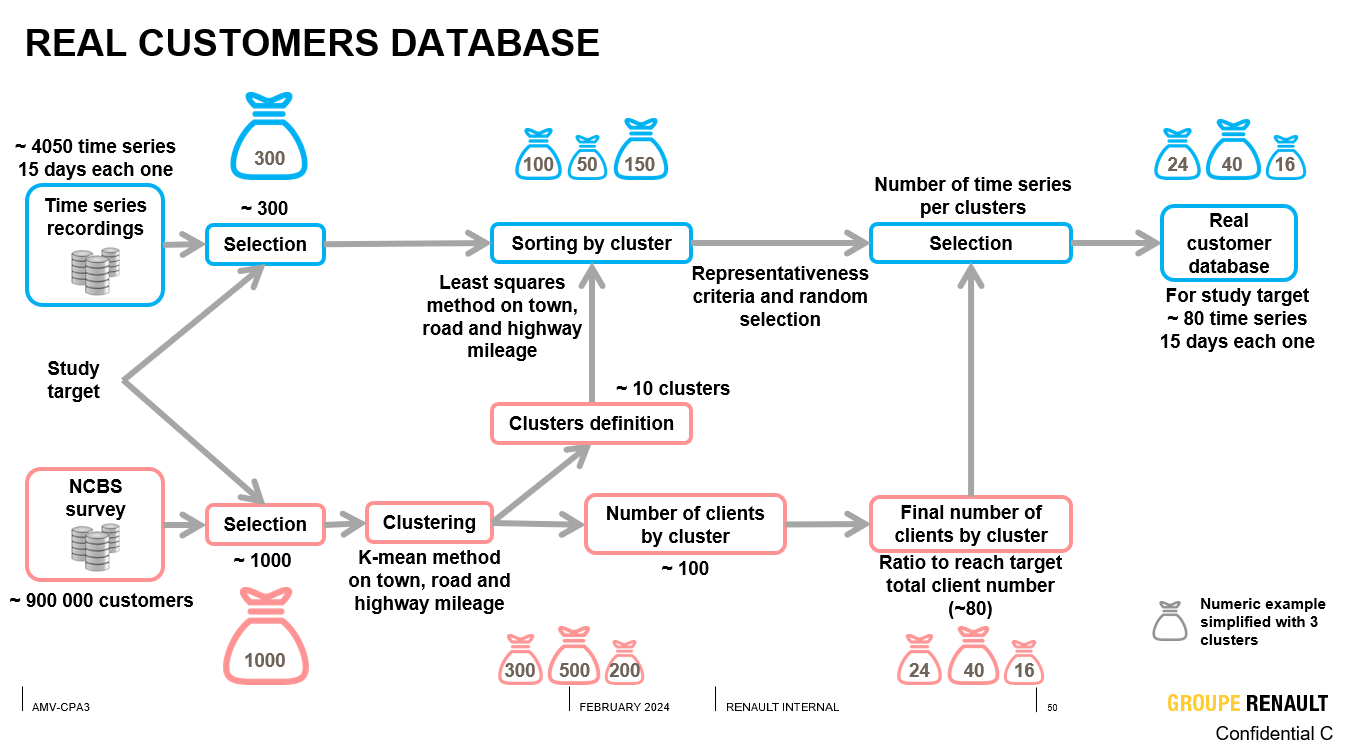 REAL CUSTOMERS DATABASE
~ 4050 time series
15 days each one
Time series
recordings
300
~ 300
Selection
100
50
150
Sorting by cluster
Least squares
method on town,
road and highway
mileage
Number of time series
per clusters
Selection
Representativeness
criteria and random
selection
24
40
16
Real
customer
database
For study target
~ 80 time series
15 days each one
Study
target
~ 10 clusters
Clusters definition
NCBS
survey
~ 900 000 customers
Selection
~ 1000
1000
Clustering
K-mean method
on town, road and
highway mileage
Number of clients
by cluster
~ 100
300
500
200
Final number of
clients by cluster
Ratio to reach target
total client number
(~80)
24
40
16
Numeric example
simplified with 3
clusters
AMV-CPA3
FEBRUARY 2024
RENAULT INTERNAL
50
GROUPE RENAULT
Confidential C